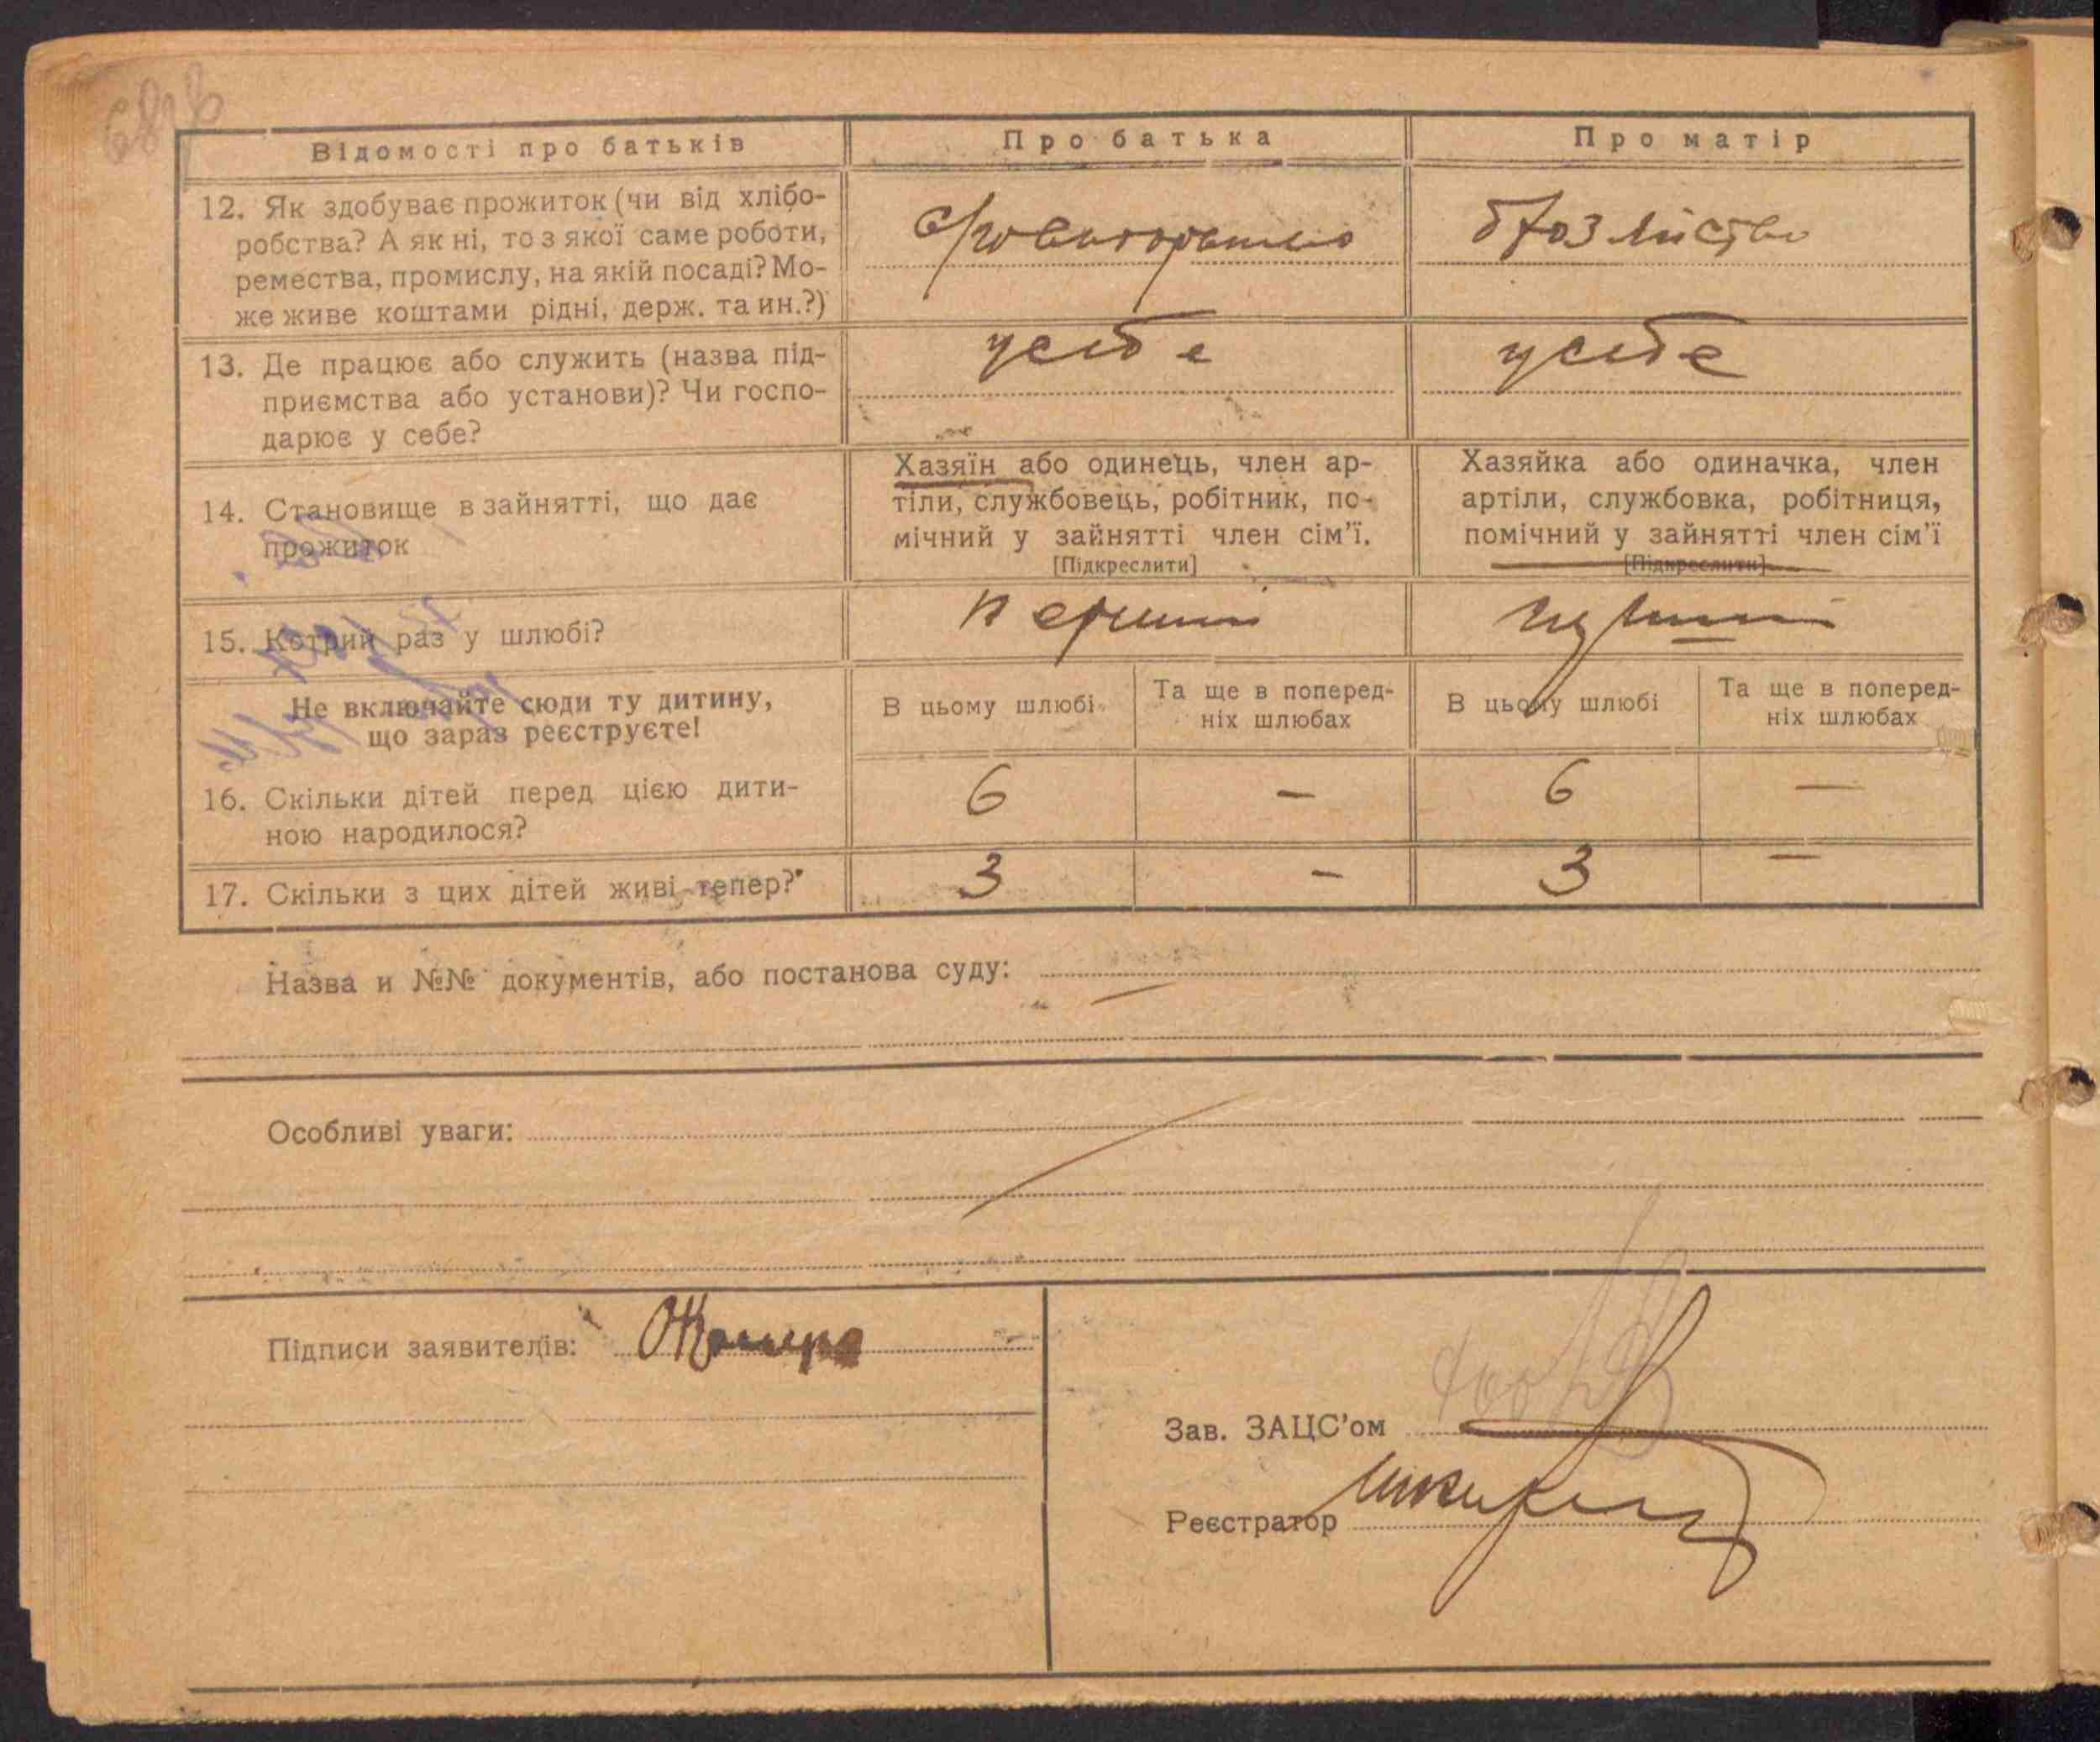 Відомості про батьків
Про батька
Про матір
12. Як здобуває прожиток (чи від хлібо-
робства? А як ні, то з якої саме роботи,
ремества, промислу, на якій посаді? Мо-
же живе коштами рідні, держ. та ин.?)
13. Де працює або служить (назва під-
приємства або установи)? Чи госпо-
дарює у себе?
у себе
у себе
14. Становище в зайнятті, що дає
прожиток
Хазяїн або одинець, член ар-
тіли, службовець, робітник, по-
мічний у зайнятті член сім'ї.
[Підкреслити]
Хазяйка або одиначка, член
артіли, службовка, робітниця,
помічний у зайнятті член сім'ї
[Підкреслити]
15. Котрий раз у шлюбі?
перший
перший
Не включайте сюди ту дитину,
що зараз реєструєте!
В цьому шлюбі
Та ще в поперед-
ніх шлюбах
В цьому шлюбі
Та ще в поперед-
ніх шлюбах
16. Скільки дітей перед цією дити-
ною народилося?
6 — 6 —
17. Скільки з цих дітей живі тепер?
3 — 3 —
Назва и №№ документів, або постанова суду: —
Особливі уваги:
Підписи заявителів:
Зав. ЗАЦС'ом
Реєстратор